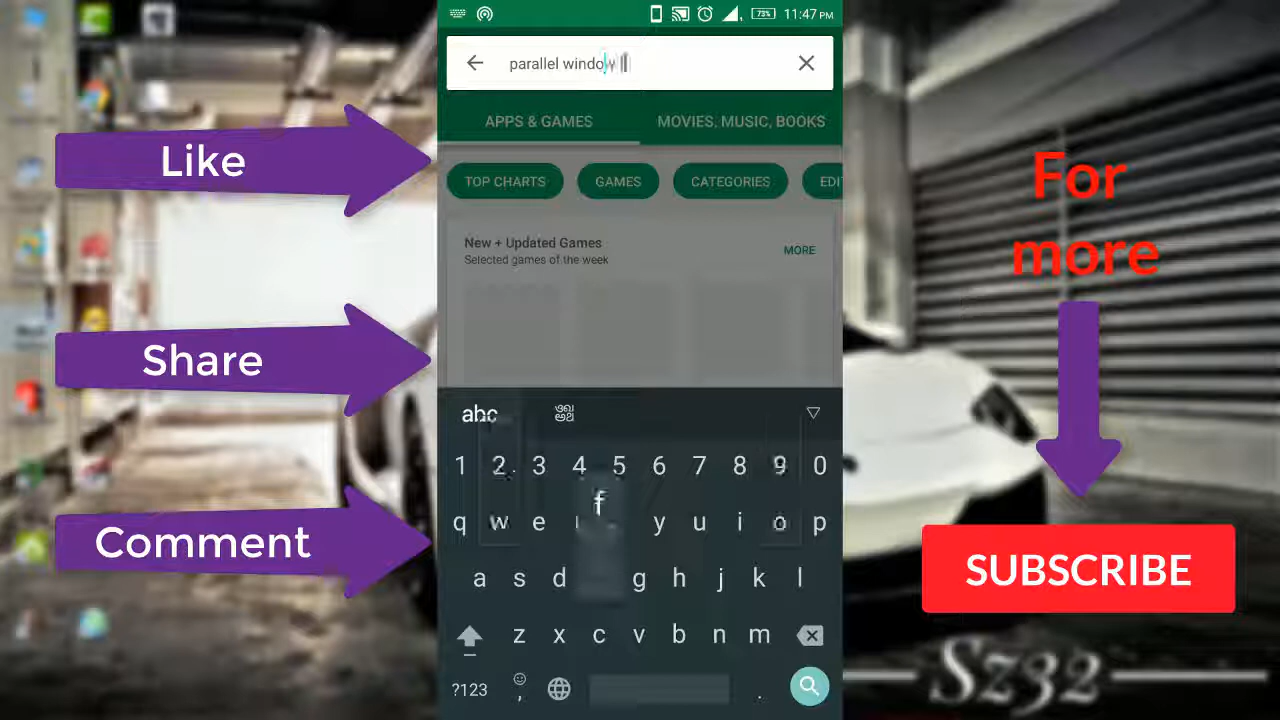 73% 11:47 PM
parallel window
APPS & GAMES MOVIES, MUSIC, BOOKS
TOP CHARTS GAMES CATEGORIES EDI
New + Updated Games
MORE
Selected games of the week
Like
Share
Comment
For
more
SUBSCRIBE
Sz32
abc
1 2 3 4 5 6 7 8 9 0
f
q w e y u i o p
a s d g h j k l
z x c v b n m
?123 , .